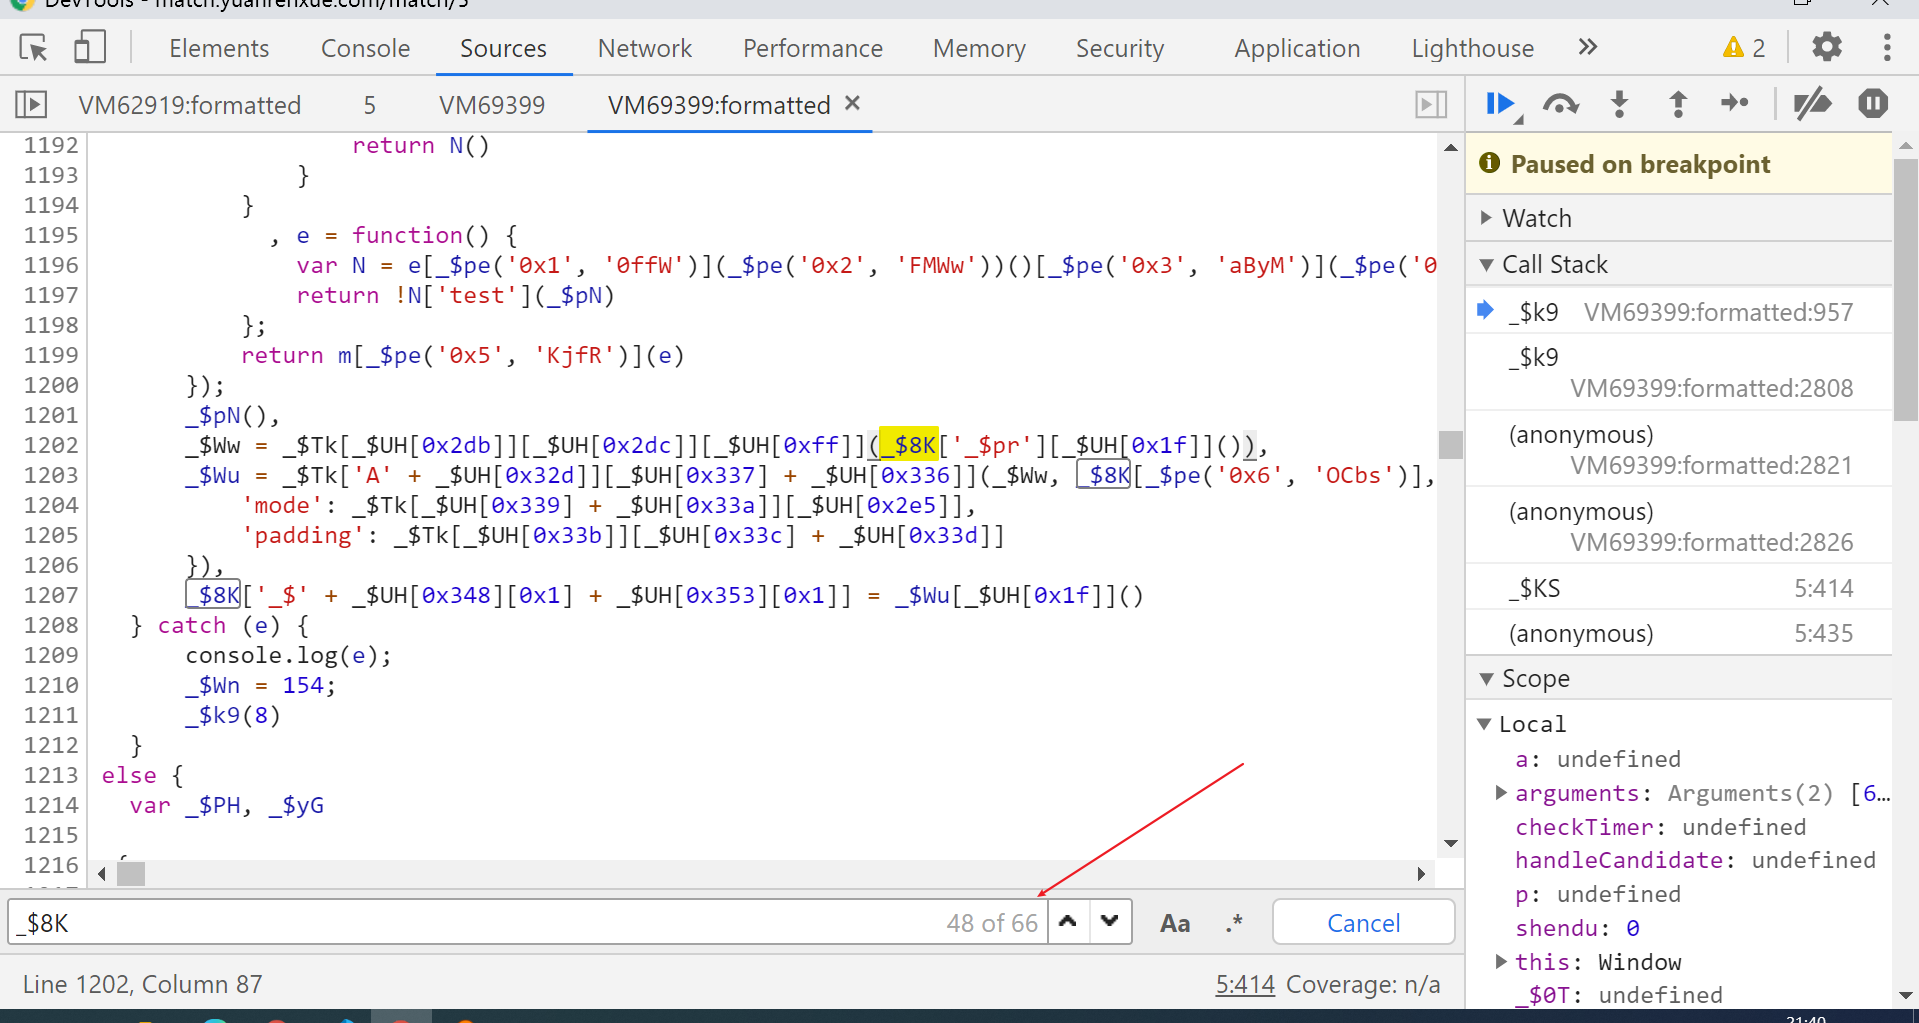 DevTools - match.yuanrenxue.com/match/5
Elements Console Sources Network Performance Memory Security Application Lighthouse » 2
VM62919:formatted 5 VM69399 VM69399:formatted ×
1192 return N()
1193 }
1194 }
1195 , e = function() {
1196 var N = e[_$pe('0x1', '0ffW')](_$pe('0x2', 'FMWw'))()[_$pe('0x3', 'aByM')](_$pe('0
1197 return !N['test'](_$pN)
1198 };
1199 return m[_$pe('0x5', 'KjfR')](e)
1200 });
1201 _$pN(),
1202 _$Ww = _$Tk[_$UH[0x2db]][_$UH[0x2dc]][_$UH[0xff]](_$8K['_$pr'][_$UH[0x1f]]()),
1203 _$Wu = _$Tk['A' + _$UH[0x32d]][_$UH[0x337] + _$UH[0x336]](_$Ww, _$8K[_$pe('0x6', 'OCbs')],
1204 'mode': _$Tk[_$UH[0x339] + _$UH[0x33a]][_$UH[0x2e5]],
1205 'padding': _$Tk[_$UH[0x33b]][_$UH[0x33c] + _$UH[0x33d]]
1206 }),
1207 _$8K['_$' + _$UH[0x348][0x1] + _$UH[0x353][0x1]] = _$Wu[_$UH[0x1f]]()
1208 } catch (e) {
1209 console.log(e);
1210 _$Wn = 154;
1211 _$k9(8)
1212 }
1213 else {
1214 var _$PH, _$yG
1215
1216
_$8K 48 of 66 Aa .* Cancel
Line 1202, Column 87 5:414 Coverage: n/a
Paused on breakpoint
Watch
Call Stack
_$k9 VM69399:formatted:957
_$k9
VM69399:formatted:2808
(anonymous)
VM69399:formatted:2821
(anonymous)
VM69399:formatted:2826
_$KS 5:414
(anonymous) 5:435
Scope
Local
a: undefined
arguments: Arguments(2) [6…
checkTimer: undefined
handleCandidate: undefined
p: undefined
shendu: 0
this: Window
_$0T: undefined
21:40